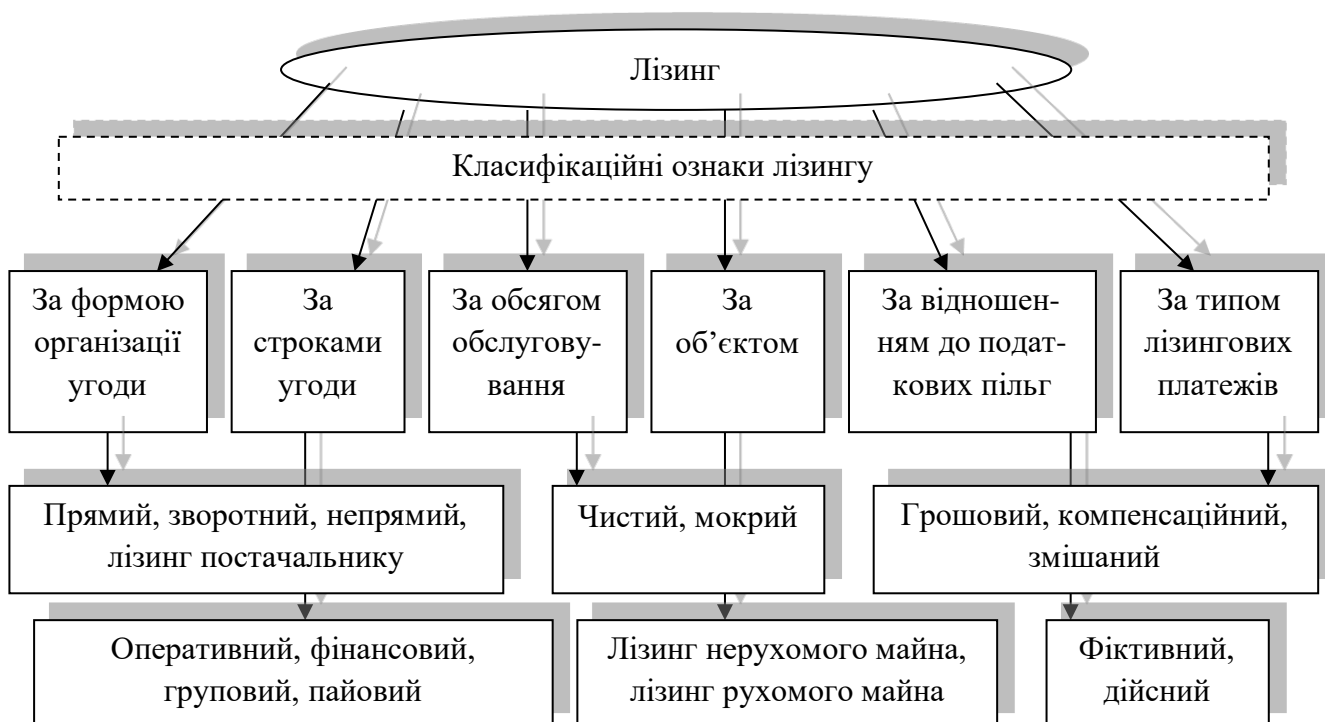 Лізинг
Класифікаційні ознаки лізингу
За формою
організації
угоди
За
строками
угоди
За обсягом
обслугову-
вання
За
об’єктом
За відношен-
ням до подат-
кових пільг
За типом
лізингових
платежів
Прямий, зворотний, непрямий,
лізинг постачальнику
Чистий, мокрий
Грошовий, компенсаційний,
змішаний
Оперативний, фінансовий,
груповий, пайовий
Лізинг нерухомого майна,
лізинг рухомого майна
Фіктивний,
дійсний